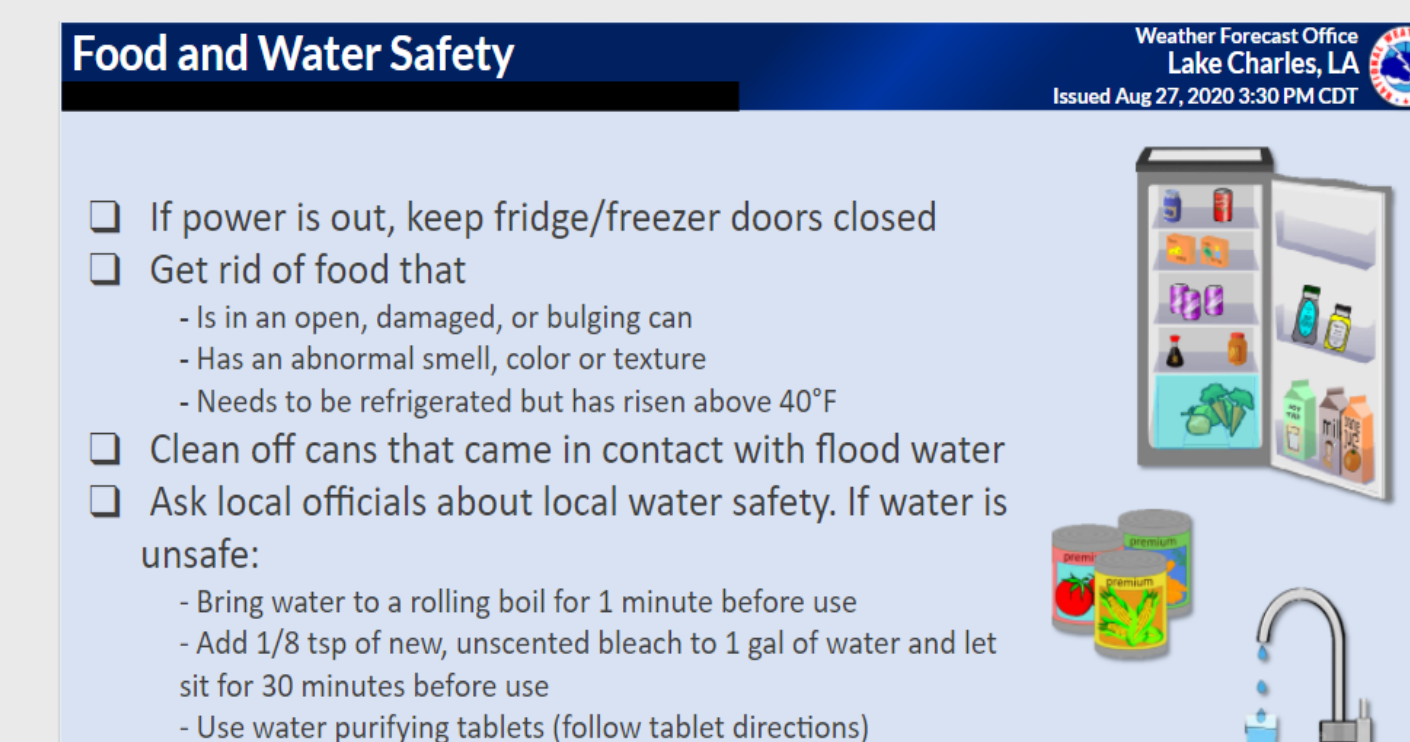 Food and Water Safety
Weather Forecast Office
Lake Charles, LA
Issued Aug 27, 2020 3:30 PM CDT
If power is out, keep fridge/freezer doors closed
Get rid of food that
- Is in an open, damaged, or bulging can
- Has an abnormal smell, color or texture
- Needs to be refrigerated but has risen above 40°F
Clean off cans that came in contact with flood water
Ask local officials about local water safety. If water is
unsafe:
- Bring water to a rolling boil for 1 minute before use
- Add 1/8 tsp of new, unscented bleach to 1 gal of water and let
sit for 30 minutes before use
- Use water purifying tablets (follow tablet directions)
premium
premium